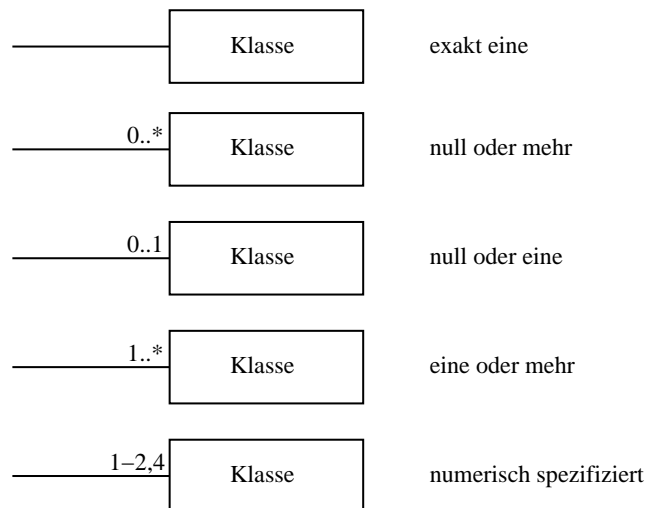 Klasse exakt eine
0..* Klasse null oder mehr
0..1 Klasse null oder eine
1..* Klasse eine oder mehr
1–2,4 Klasse numerisch spezifiziert